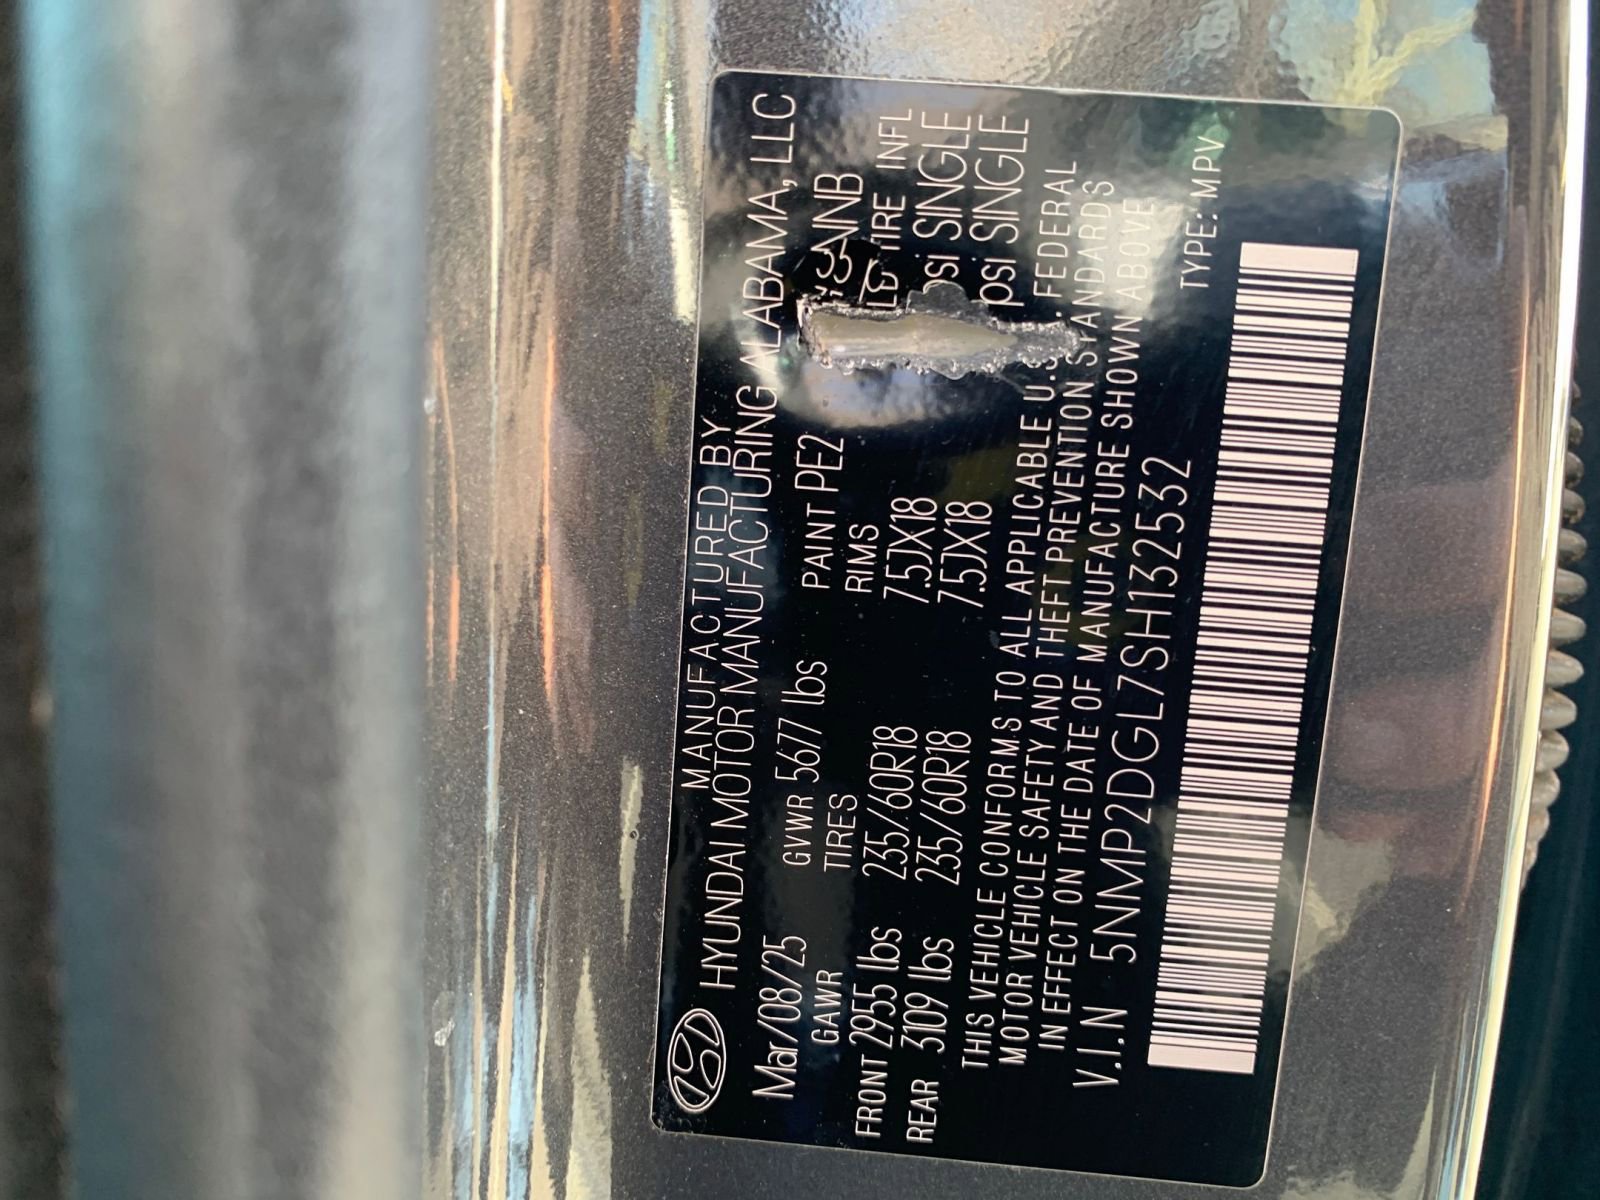 MANUFACTURED BY
HYUNDAI MOTOR MANUFACTURING ALABAMA, LLC
Mar/08/25 GVWR 5677 lbs PAINT PE2 NNB
GAWR TIRES RIMS TIRE INFL
FRONT 2955 lbs 235/60R18 7.5JX18 psi SINGLE
REAR 3109 lbs 235/60R18 7.5JX18 psi SINGLE
THIS VEHICLE CONFORMS TO ALL APPLICABLE U.S. FEDERAL
MOTOR VEHICLE SAFETY AND THEFT PREVENTION STANDARDS
IN EFFECT ON THE DATE OF MANUFACTURE SHOWN ABOVE
V.I.N 5NMP2DGL7SH132532 TYPE: MPV